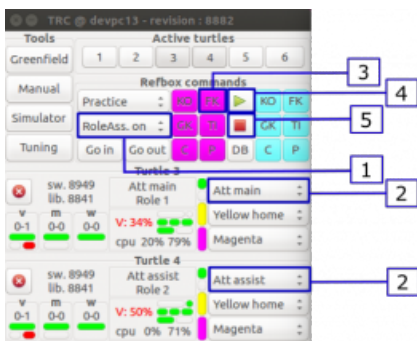 TRC @ devpc13 - revision : 8882
Tools Active turtles
Greenfield 1 2 3 4 5 6
Manual Refbox commands
Practice KO FK KO FK
Simulator RoleAss. on GK TI GK TI
Tuning Go in Go out C P DB C P
Turtle 3
sw. 8949 Att main Att main
lib. 8841 Role 1
v m w Yellow home
0-1 0-0 0-0 V: 34%
cpu 20% 79% Magenta
Turtle 4
sw. 8949 Att assist Att assist
lib. 8841 Role 2
v m w Yellow home
0-1 0-0 0-0 V: 50%
cpu 0% 71% Magenta
3
4
5
1
2
2